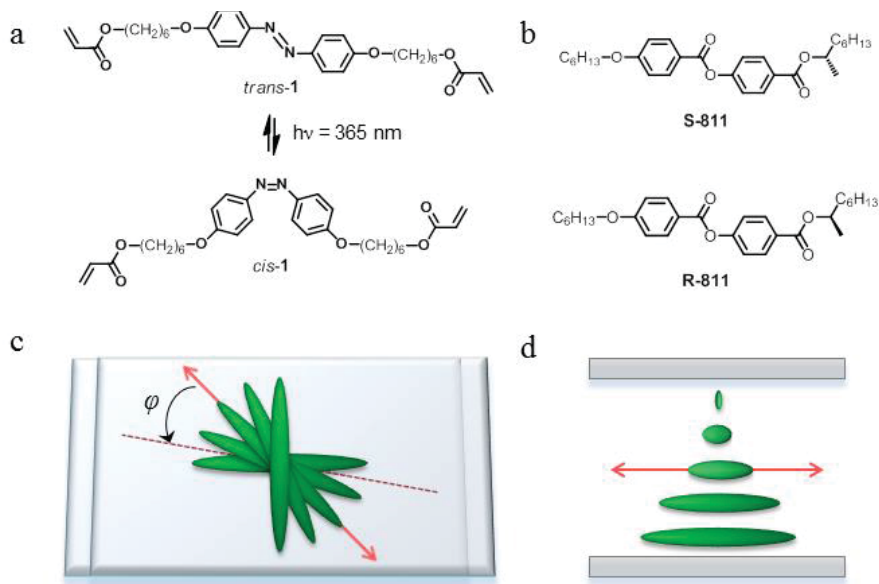 a
O (CH₂)₆ O N N O (CH₂)₆ O
O O
trans-1
hν = 365 nm
N=N
O (CH₂)₆ O O (CH₂)₆ O O
O
cis-1
b
C₆H₁₃ O O O O O C₆H₁₃
S-811
C₆H₁₃ O O O O O C₆H₁₃
R-811
c
φ
d